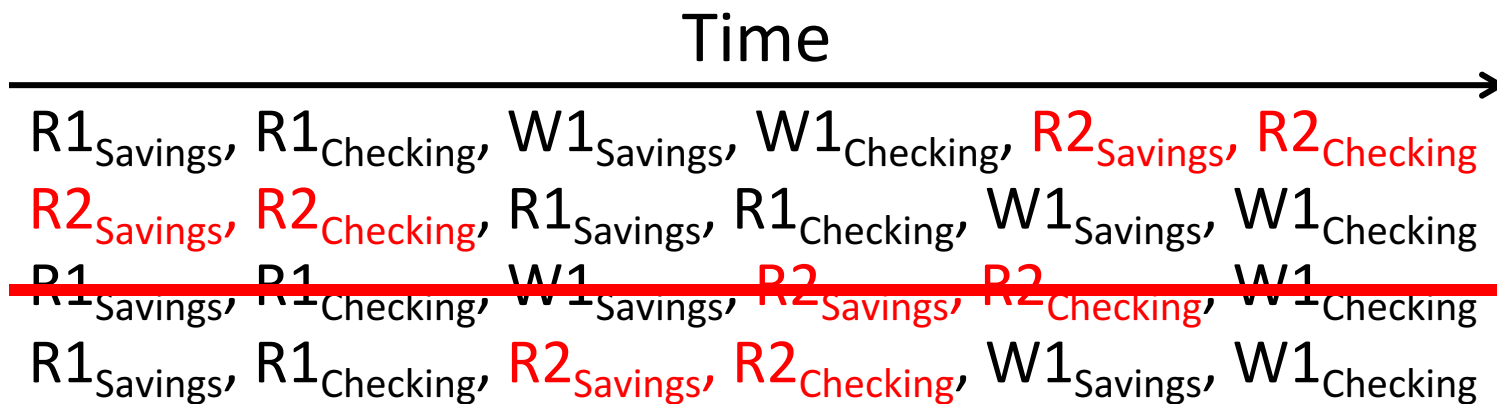 Time
R1Savings, R1Checking, W1Savings, W1Checking, R2Savings, R2Checking
R2Savings, R2Checking, R1Savings, R1Checking, W1Savings, W1Checking
R1Savings, R1Checking, W1Savings, R2Savings, R2Checking, W1Checking
R1Savings, R1Checking, R2Savings, R2Checking, W1Savings, W1Checking